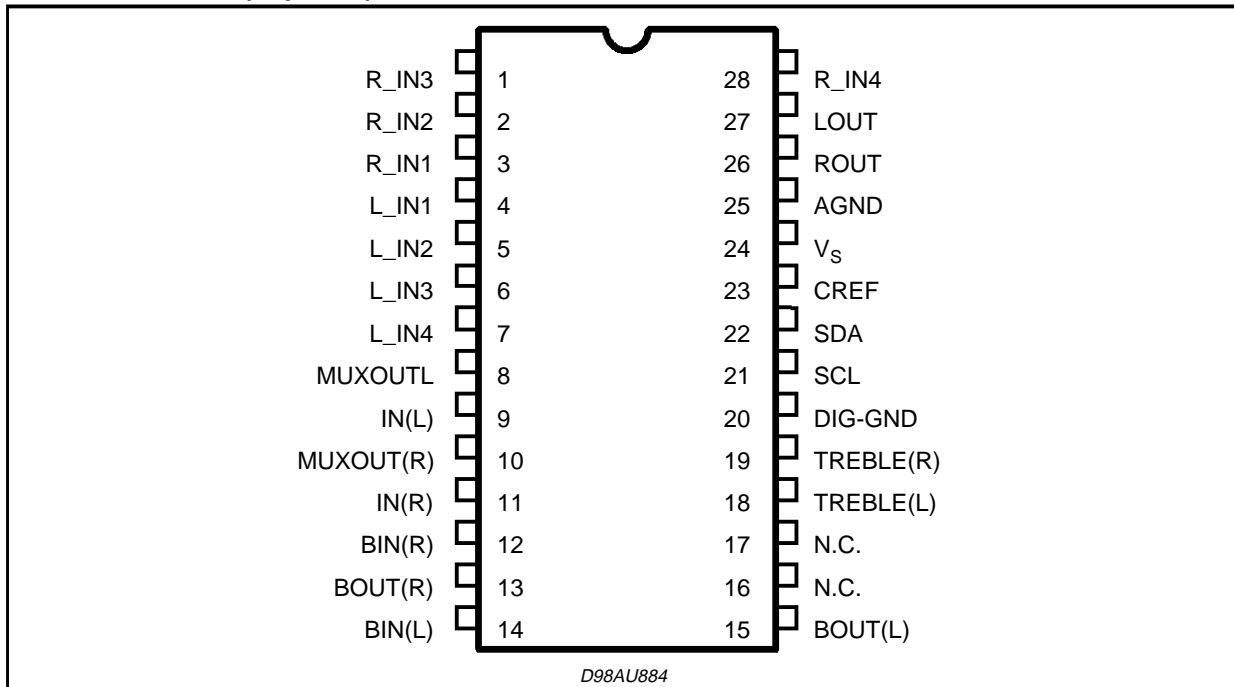 R_IN3 1 28 R_IN4
R_IN2 2 27 LOUT
R_IN1 3 26 ROUT
L_IN1 4 25 AGND
L_IN2 5 24 VS
L_IN3 6 23 CREF
L_IN4 7 22 SDA
MUXOUTL 8 21 SCL
IN(L) 9 20 DIG-GND
MUXOUT(R) 10 19 TREBLE(R)
IN(R) 11 18 TREBLE(L)
BIN(R) 12 17 N.C.
BOUT(R) 13 16 N.C.
BIN(L) 14 15 BOUT(L)
D98AU884